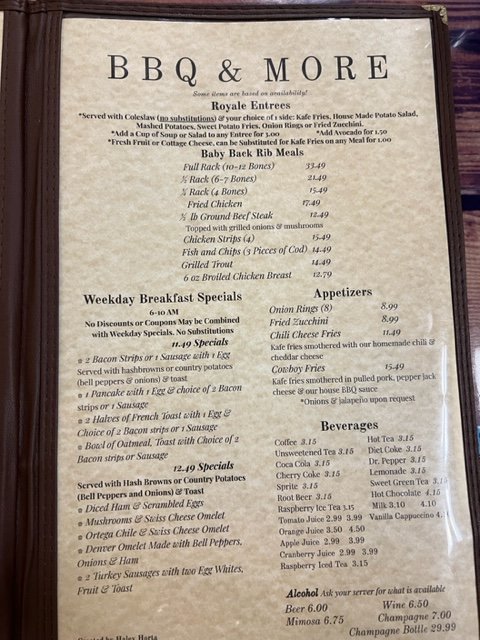 BBQ & MORE
Some items are based on availability!
Royale Entrees
*Served with Coleslaw (no substitutions) & your choice of 1 side: Kafe Fries, House Made Potato Salad,
Mashed Potatoes, Sweet Potato Fries, Onion Rings or Fried Zucchini.
*Add a Cup of Soup or Salad to any Entree for 3.00 *Add Avocado for 1.50
*Fresh Fruit or Cottage Cheese, can be Substituted for Kafe Fries on any Meal for 1.00
Baby Back Rib Meals
Full Rack (10-12 Bones) 33.49
½ Rack (6-7 Bones) 21.49
¼ Rack (4 Bones) 15.49
Fried Chicken 17.49
½ lb Ground Beef Steak 12.49
Topped with grilled onions & mushrooms
Chicken Strips (4) 15.49
Fish and Chips (3 Pieces of Cod) 14.49
Grilled Trout 14.49
6 oz Broiled Chicken Breast 12.79
Weekday Breakfast Specials
6-10 AM
No Discounts or Coupons May be Combined
with Weekday Specials. No Substitutions
11.49 Specials
2 Bacon Strips or 1 Sausage with 1 Egg
Served with hashbrowns or country potatoes
(bell peppers & onions) & toast
1 Pancake with 1 Egg & choice of 2 Bacon
strips or 1 Sausage
2 Halves of French Toast with 1 Egg &
Choice of 2 Bacon strips or 1 Sausage
Bowl of Oatmeal, Toast with Choice of 2
Bacon strips or Sausage
12.49 Specials
Served with Hash Browns or Country Potatoes
(Bell Peppers and Onions) & Toast
Diced Ham & Scrambled Eggs
Mushrooms & Swiss Cheese Omelet
Ortega Chile & Swiss Cheese Omelet
Denver Omelet Made with Bell Peppers,
Onions & Ham
2 Turkey Sausages with two Egg Whites,
Fruit & Toast
Appetizers
Onion Rings (8) 8.99
Fried Zucchini 8.99
Chili Cheese Fries 11.49
Kafe fries smothered with our homemade chili &
cheddar cheese
Cowboy Fries 15.49
Kafe fries smothered in pulled pork, pepper jack
cheese & our house BBQ sauce
*Onions & jalapeño upon request
Beverages
Coffee 3.15
Unsweetened Tea 3.15
Coca Cola 3.15
Cherry Coke 3.15
Sprite 3.15
Root Beer 3.15
Raspberry Ice Tea 3.15
Tomato Juice 2.99 3.99
Orange Juice 3.50 4.50
Apple Juice 2.99 3.99
Cranberry Juice 2.99 3.99
Raspberry Iced Tea 3.15
Hot Tea 3.15
Diet Coke 3.15
Dr. Pepper 3.15
Lemonade 3.15
Sweet Green Tea
Hot Chocolate 4.15
Milk 3.10 4.10
Vanilla Cappuccino
Alcohol Ask your server for what is available
Beer 6.00 Wine 6.50
Mimosa 6.75 Champagne 7.00
Champagne Bottle 29.99
Created by Haley Horta